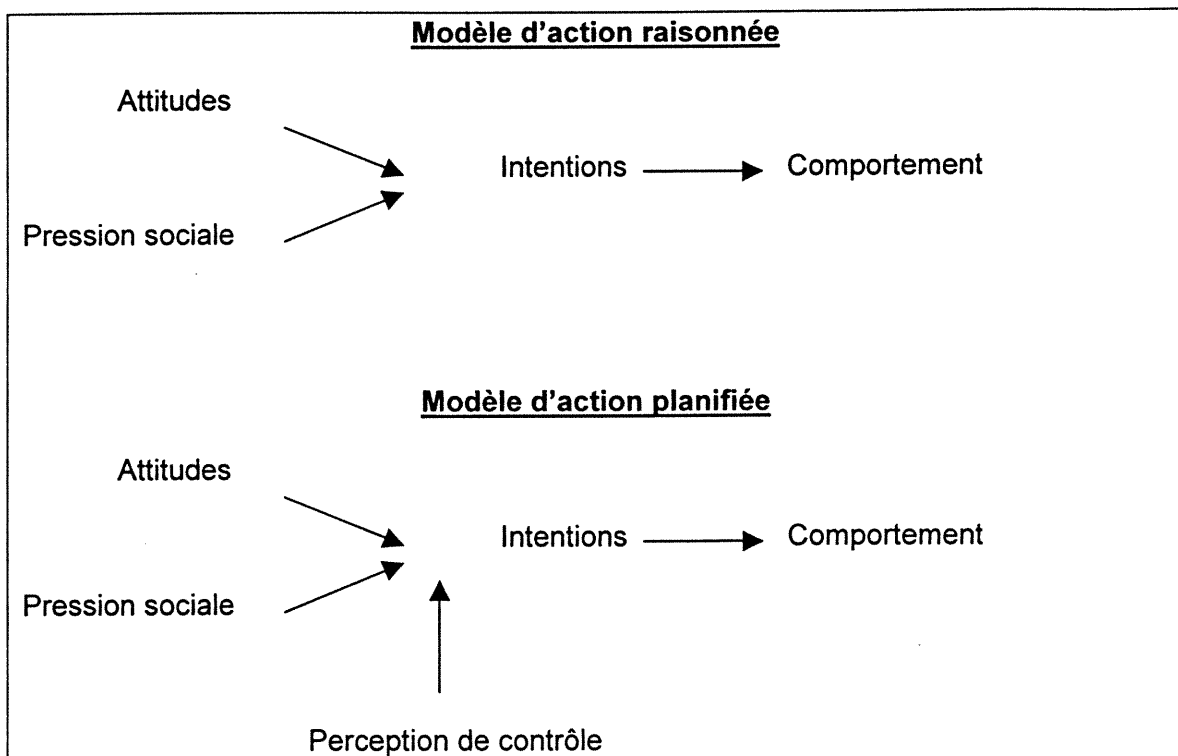 Modèle d'action raisonnée
Attitudes
Intentions
Comportement
Pression sociale
Modèle d'action planifiée
Attitudes
Intentions
Comportement
Pression sociale
Perception de contrôle